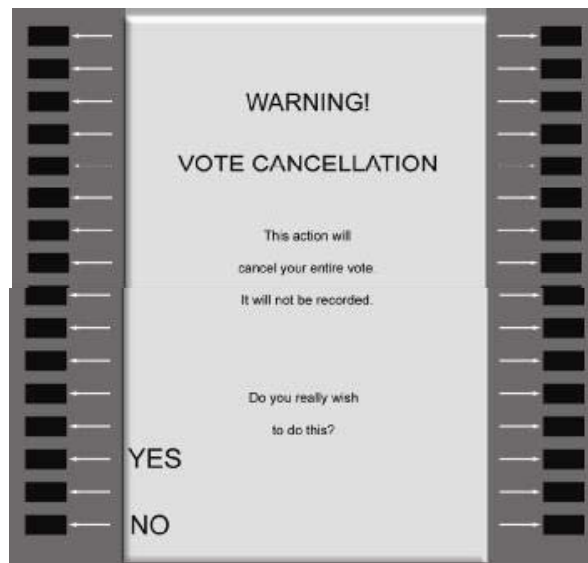 WARNING!
VOTE CANCELLATION
This action will
cancel your entire vote.
It will not be recorded.
Do you really wish
to do this?
YES
NO